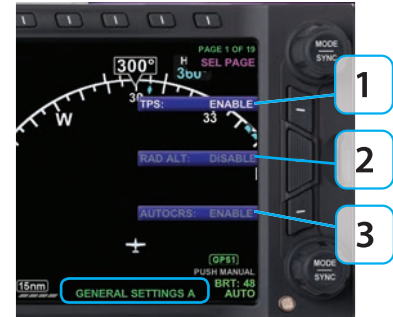 PAGE 1 OF 19
SEL PAGE
MODE
SYNC
300°
H
360°
30
33
W
TPS: ENABLE
1
RAD ALT: DISABLE
2
AUTOCRS: ENABLE
3
GPS1
PUSH MANUAL
BRT: 48
AUTO
15nm
GENERAL SETTINGS A
MODE
SYNC